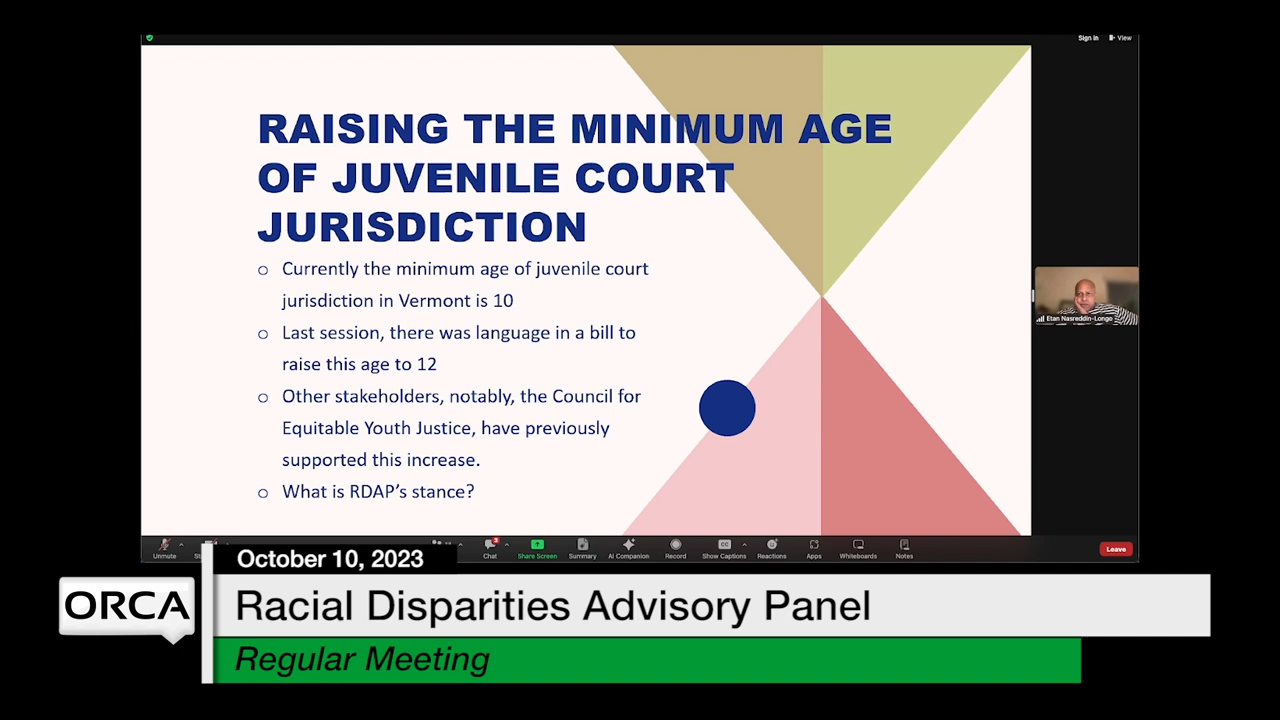 Sign in View
RAISING THE MINIMUM AGE
OF JUVENILE COURT
JURISDICTION
o Currently the minimum age of juvenile court
jurisdiction in Vermont is 10
o Last session, there was language in a bill to
raise this age to 12
o Other stakeholders, notably, the Council for
Equitable Youth Justice, have previously
supported this increase.
o What is RDAP's stance?
Etan Nasreddin-Longo
Unmute Chat Share Screen Summary AI Companion Record Show Captions Reactions Apps Whiteboards Notes Leave
October 10, 2023
ORCA
Racial Disparities Advisory Panel
Regular Meeting